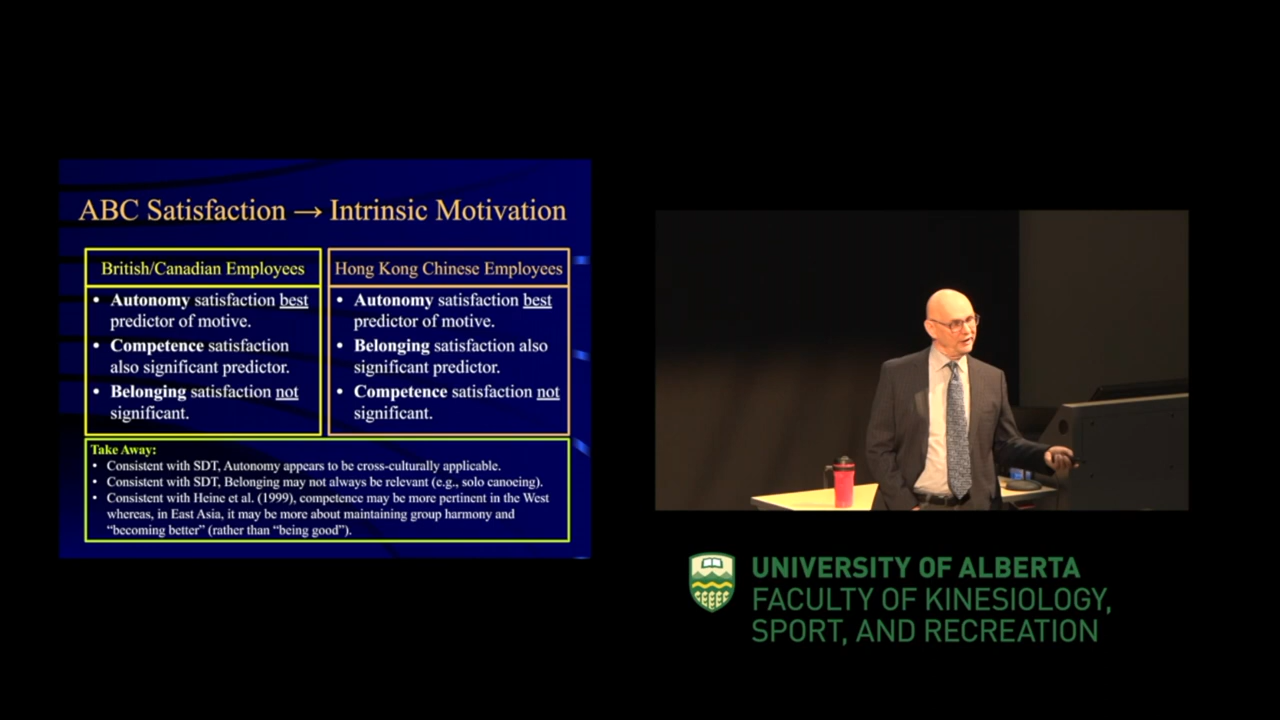 ABC Satisfaction → Intrinsic Motivation
British/Canadian Employees
• Autonomy satisfaction best
predictor of motive.
• Competence satisfaction
also significant predictor.
• Belonging satisfaction not
significant.
Hong Kong Chinese Employees
• Autonomy satisfaction best
predictor of motive.
• Belonging satisfaction also
significant predictor.
• Competence satisfaction not
significant.
Take Away:
• Consistent with SDT, Autonomy appears to be cross-culturally applicable.
• Consistent with SDT, Belonging may not always be relevant (e.g., solo canoeing).
• Consistent with Heine et al. (1999), competence may be more pertinent in the West
whereas, in East Asia, it may be more about maintaining group harmony and
“becoming better” (rather than “being good”).
UNIVERSITY OF ALBERTA
FACULTY OF KINESIOLOGY,
SPORT, AND RECREATION